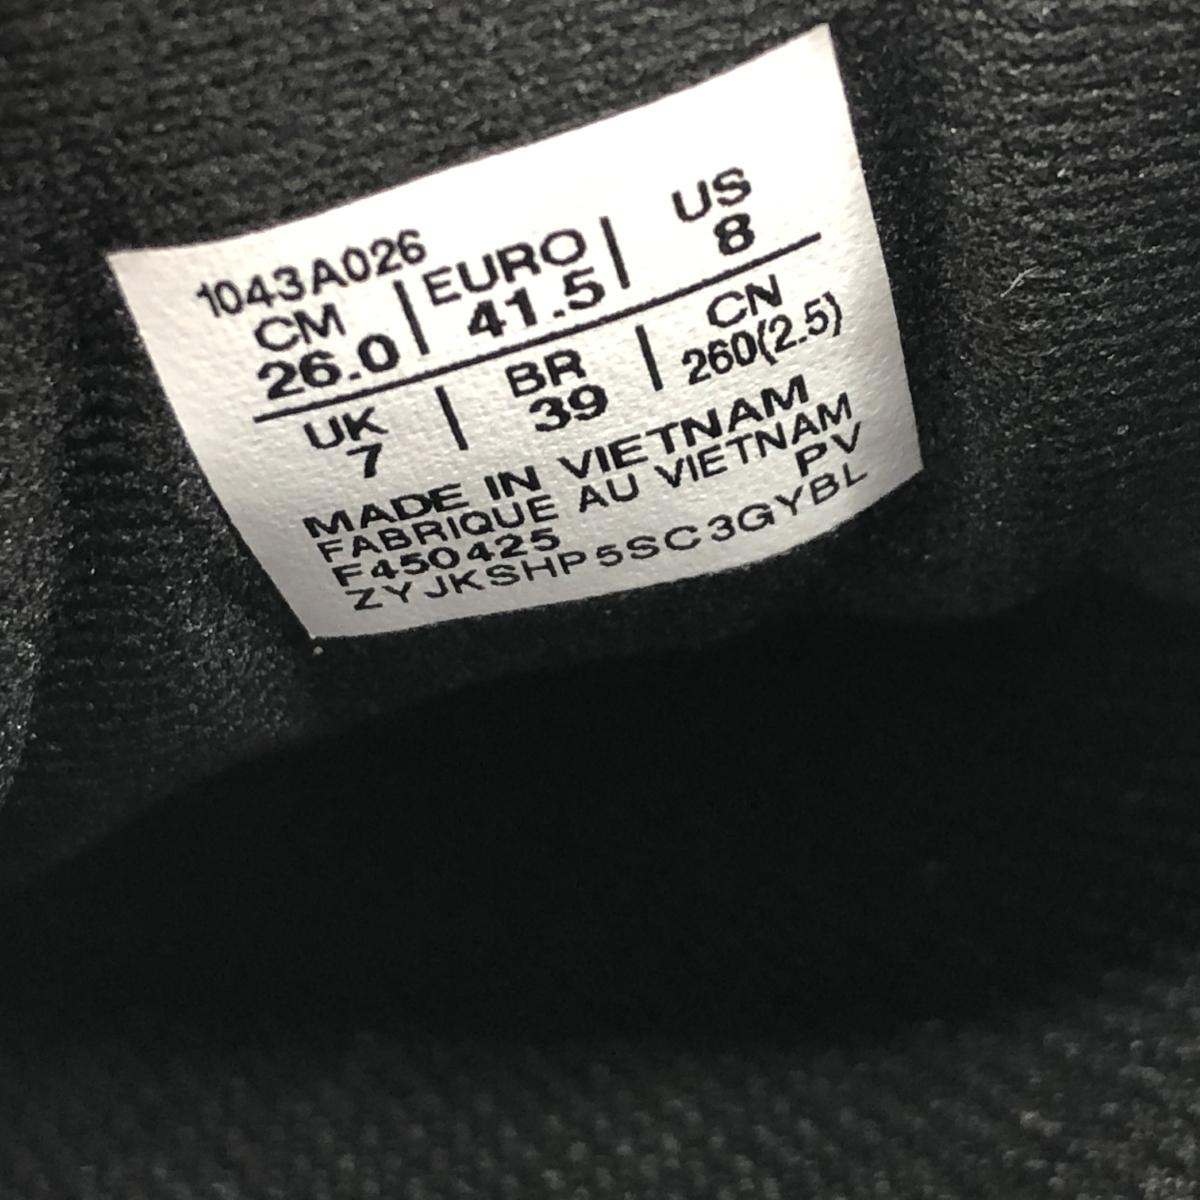 1043A026
CM | EURO | US
26.0 | 41.5 | 8
UK | BR | CN
7 | 39 | 260(2.5)
MADE IN VIETNAM
FABRIQUE AU VIETNAM
F450425 PV
ZYJKSHP5SC3GYBL